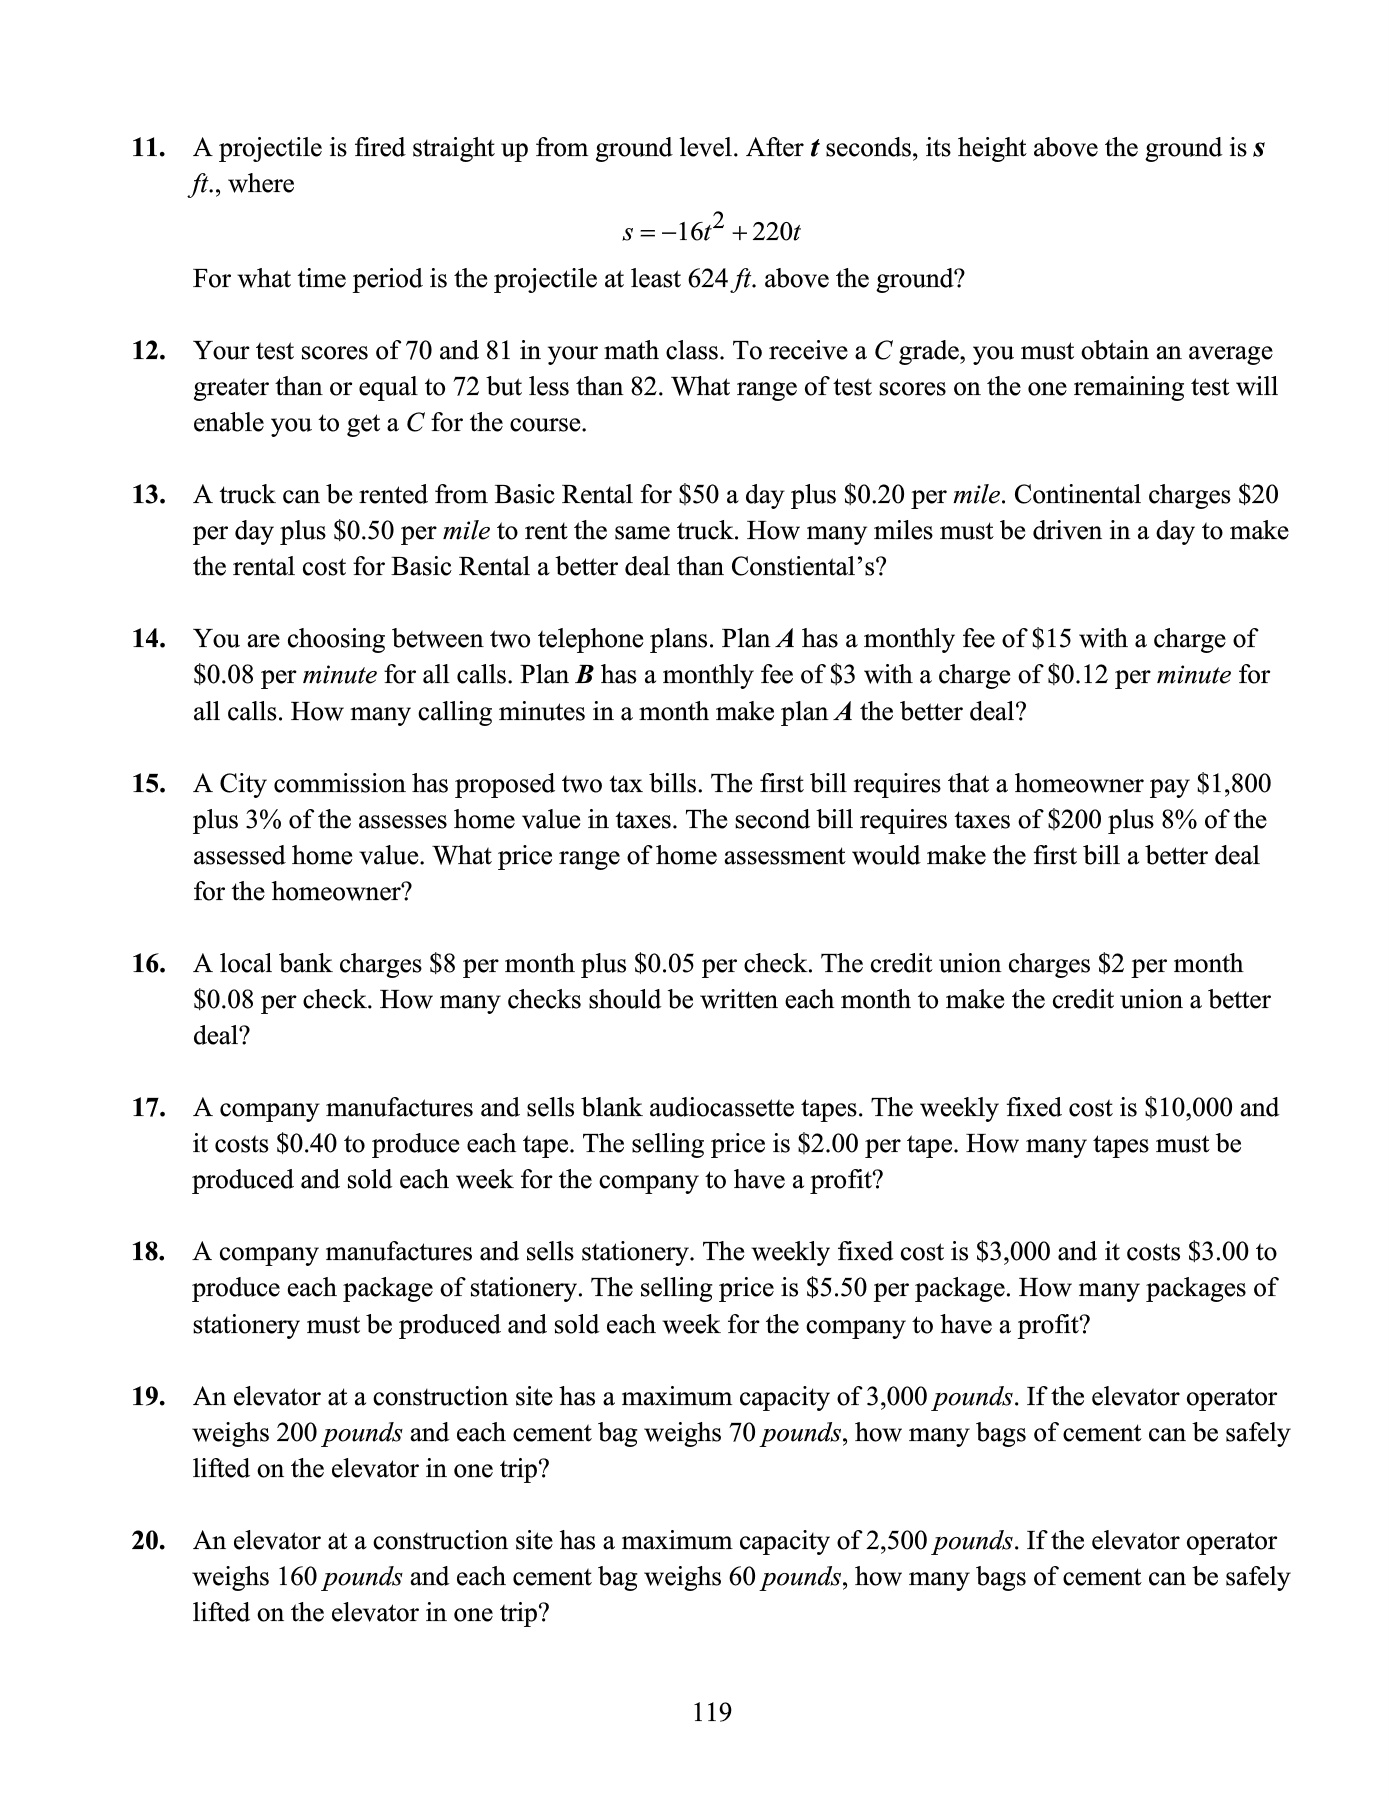 11. A projectile is fired straight up from ground level. After t seconds, its height above the ground is s
ft., where
s = −16t² + 220t
For what time period is the projectile at least 624 ft. above the ground?
12. Your test scores of 70 and 81 in your math class. To receive a C grade, you must obtain an average
greater than or equal to 72 but less than 82. What range of test scores on the one remaining test will
enable you to get a C for the course.
13. A truck can be rented from Basic Rental for $50 a day plus $0.20 per mile. Continental charges $20
per day plus $0.50 per mile to rent the same truck. How many miles must be driven in a day to make
the rental cost for Basic Rental a better deal than Constiental’s?
14. You are choosing between two telephone plans. Plan A has a monthly fee of $15 with a charge of
$0.08 per minute for all calls. Plan B has a monthly fee of $3 with a charge of $0.12 per minute for
all calls. How many calling minutes in a month make plan A the better deal?
15. A City commission has proposed two tax bills. The first bill requires that a homeowner pay $1,800
plus 3% of the assesses home value in taxes. The second bill requires taxes of $200 plus 8% of the
assessed home value. What price range of home assessment would make the first bill a better deal
for the homeowner?
16. A local bank charges $8 per month plus $0.05 per check. The credit union charges $2 per month
$0.08 per check. How many checks should be written each month to make the credit union a better
deal?
17. A company manufactures and sells blank audiocassette tapes. The weekly fixed cost is $10,000 and
it costs $0.40 to produce each tape. The selling price is $2.00 per tape. How many tapes must be
produced and sold each week for the company to have a profit?
18. A company manufactures and sells stationery. The weekly fixed cost is $3,000 and it costs $3.00 to
produce each package of stationery. The selling price is $5.50 per package. How many packages of
stationery must be produced and sold each week for the company to have a profit?
19. An elevator at a construction site has a maximum capacity of 3,000 pounds. If the elevator operator
weighs 200 pounds and each cement bag weighs 70 pounds, how many bags of cement can be safely
lifted on the elevator in one trip?
20. An elevator at a construction site has a maximum capacity of 2,500 pounds. If the elevator operator
weighs 160 pounds and each cement bag weighs 60 pounds, how many bags of cement can be safely
lifted on the elevator in one trip?
119